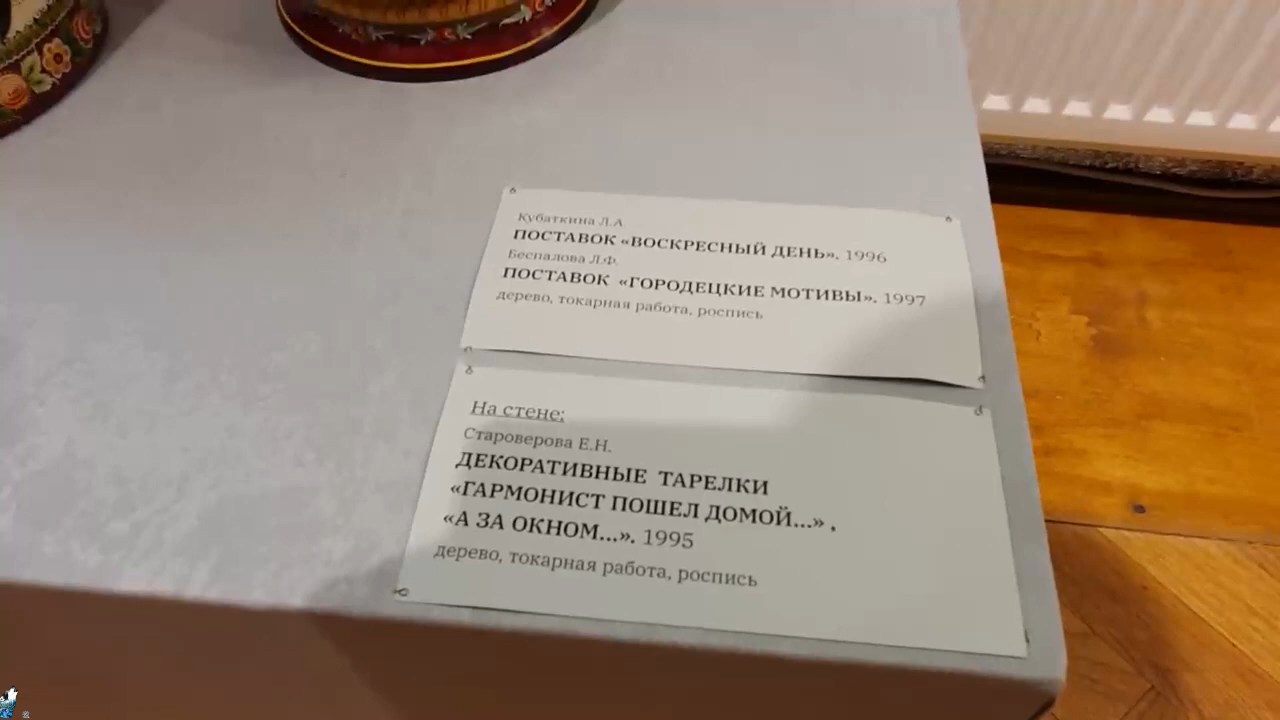 Кубаткина Л.А.
ПОСТАВОК «ВОСКРЕСНЫЙ ДЕНЬ». 1996
Беспалова Л.Ф.
ПОСТАВОК «ГОРОДЕЦКИЕ МОТИВЫ». 1997
дерево, токарная работа, роспись
На стене:
Староверова Е.Н.
ДЕКОРАТИВНЫЕ ТАРЕЛКИ
«ГАРМОНИСТ ПОШЕЛ ДОМОЙ...» ,
«А ЗА ОКНОМ...». 1995
дерево, токарная работа, роспись